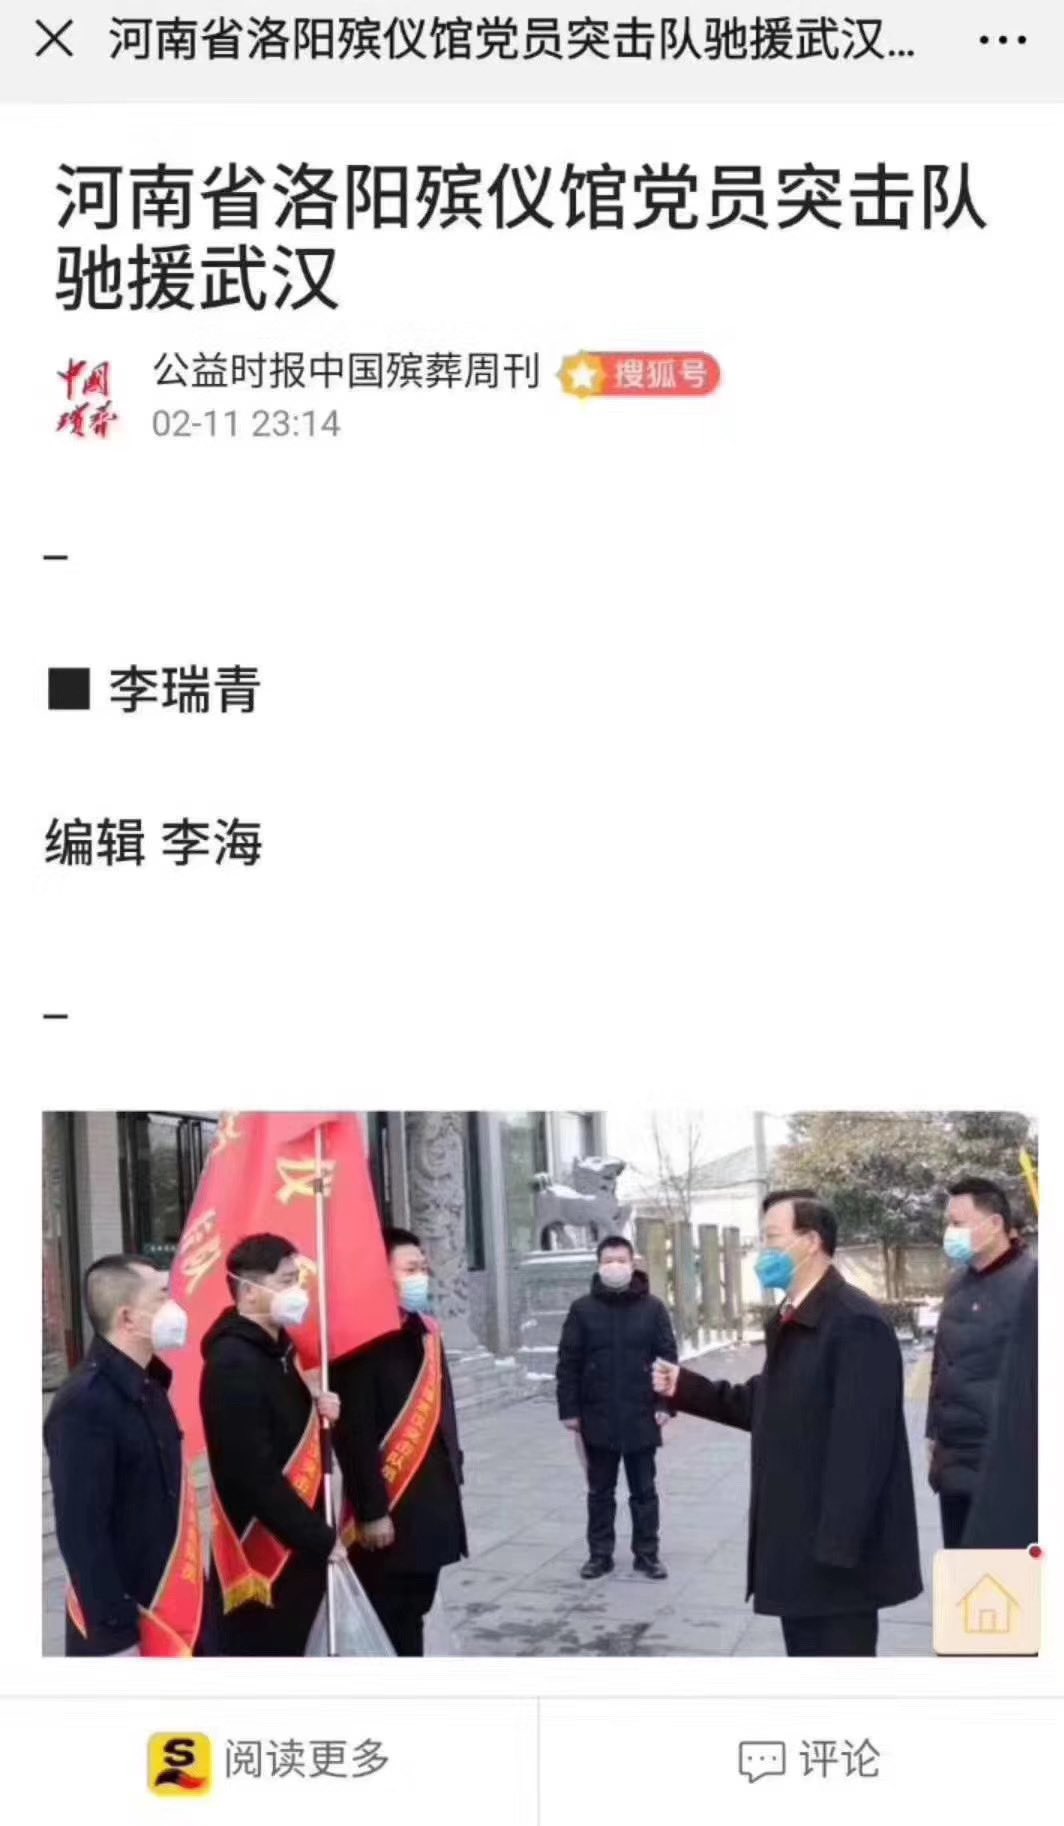 河南省洛阳殡仪馆党员突击队驰援武汉...
河南省洛阳殡仪馆党员突击队
驰援武汉
中國
殯葬
公益时报中国殡葬周刊
搜狐号
02-11 23:14
–
■ 李瑞青
编辑 李海
–
仪
阅读更多
评论